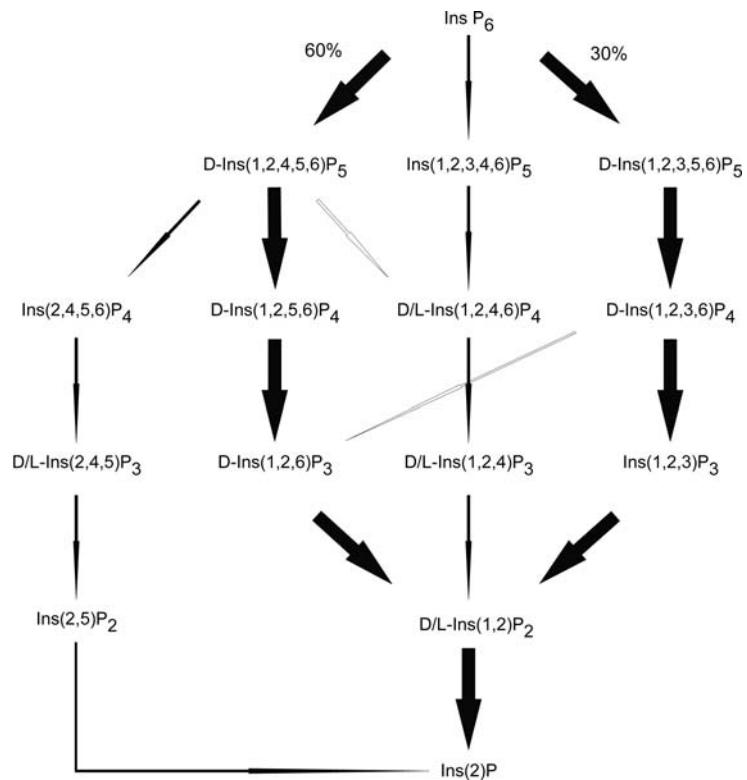 Ins P6
60%
30%
D-Ins(1,2,4,5,6)P5
Ins(1,2,3,4,6)P5
D-Ins(1,2,3,5,6)P5
Ins(2,4,5,6)P4
D-Ins(1,2,5,6)P4
D/L-Ins(1,2,4,6)P4
D-Ins(1,2,3,6)P4
D/L-Ins(2,4,5)P3
D-Ins(1,2,6)P3
D/L-Ins(1,2,4)P3
Ins(1,2,3)P3
Ins(2,5)P2
D/L-Ins(1,2)P2
Ins(2)P